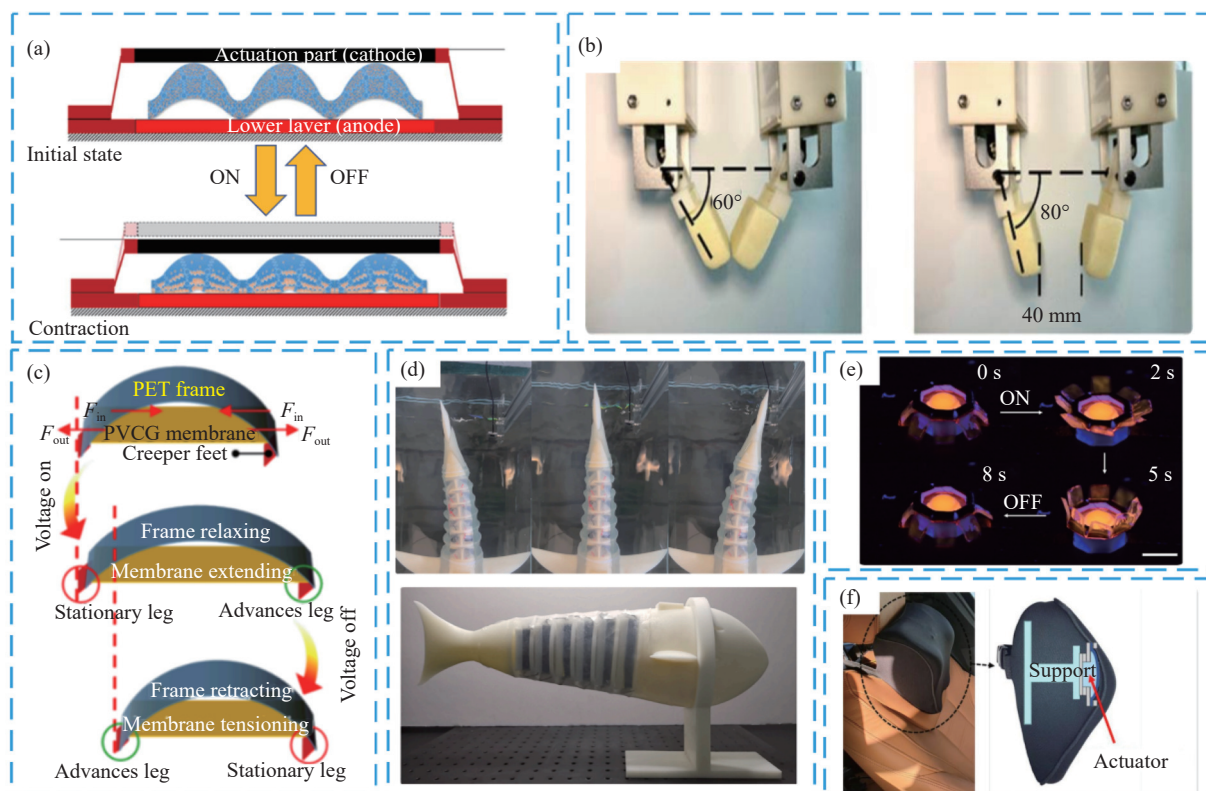 (a)
Actuation part (cathode)
Lower laver (anode)
Initial state
ON
OFF
Contraction
(b)
60°
80°
40 mm
(c)
PET frame
F_in
F_in
F_out
F_out
PVCG membrane
Creeper feet
Voltage on
Frame relaxing
Membrane extending
Stationary leg
Advances leg
Voltage off
Frame retracting
Membrane tensioning
Advances leg
Stationary leg
(d)
(e)
0 s
ON
2 s
8 s
OFF
5 s
(f)
Support
Actuator